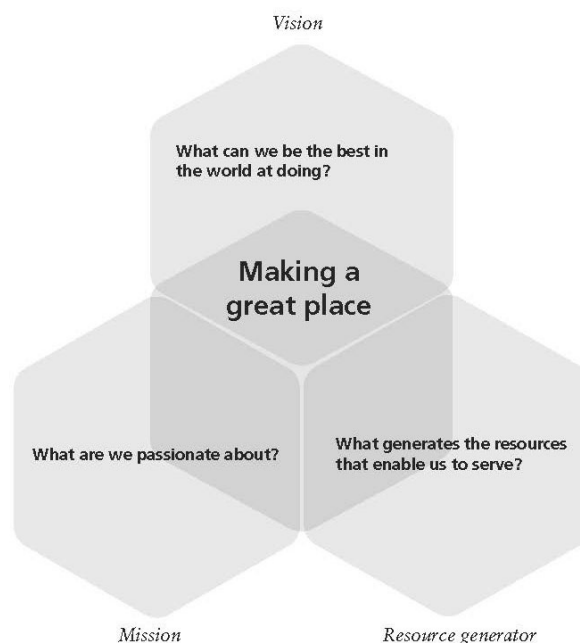 Vision
What can we be the best in
the world at doing?
Making a
great place
What are we passionate about?
What generates the resources
that enable us to serve?
Mission
Resource generator